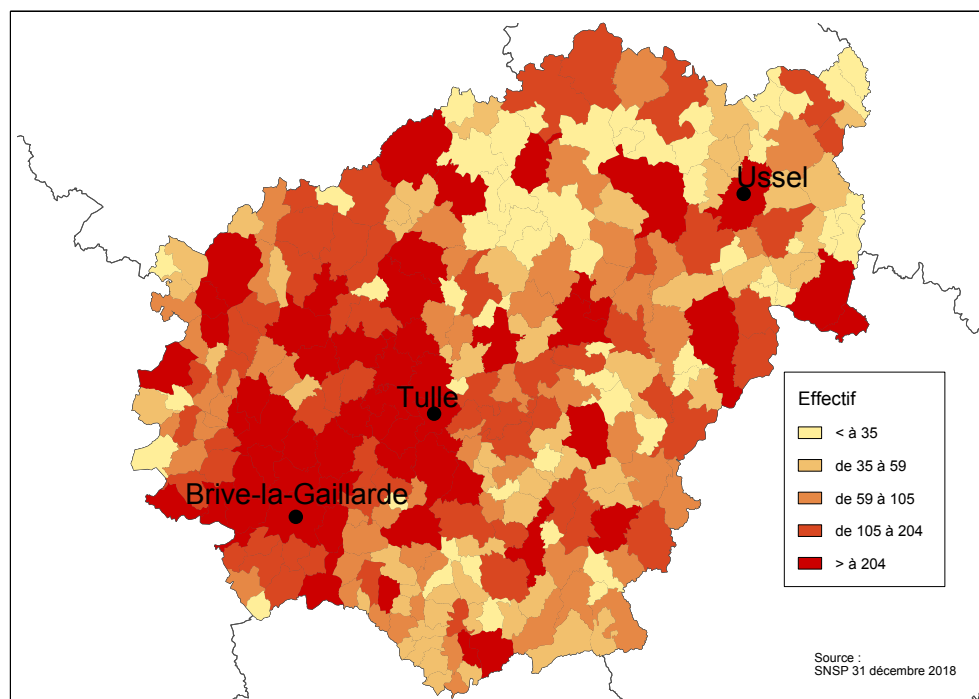 Ussel
Tulle
Brive-la-Gaillarde
Effectif
< à 35
de 35 à 59
de 59 à 105
de 105 à 204
> à 204
Source :
SNSP 31 décembre 2018